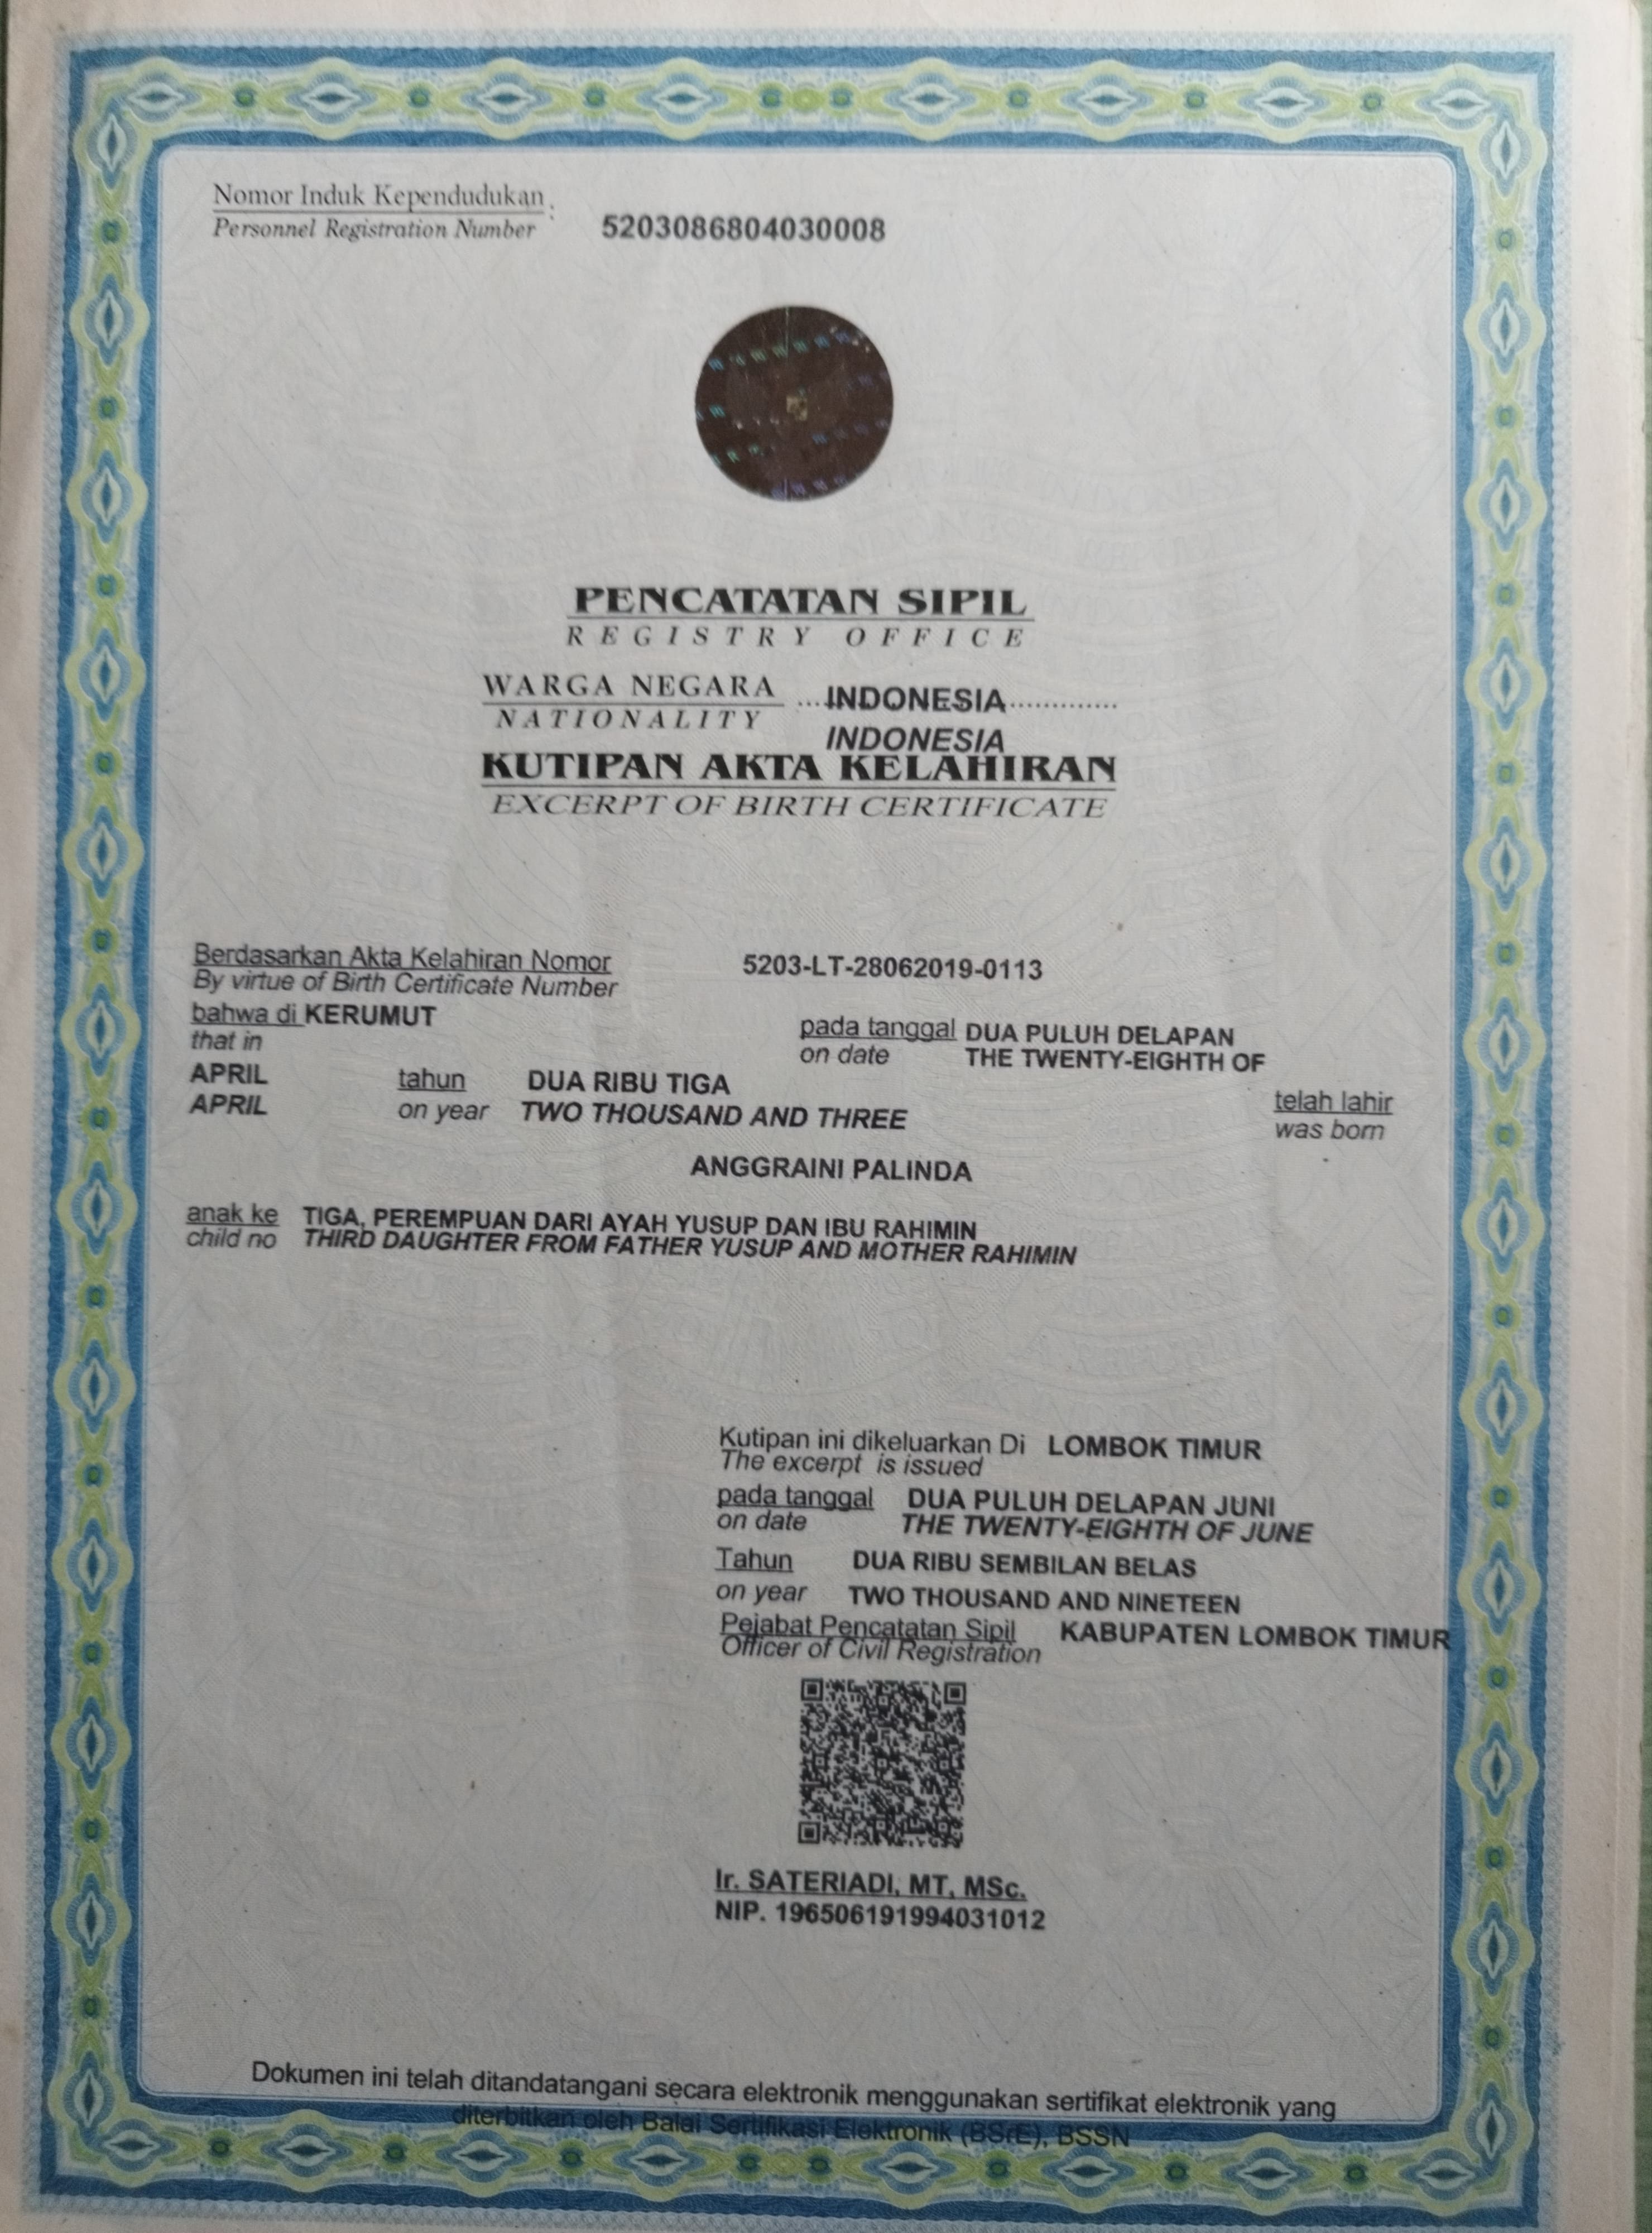 Nomor Induk Kependudukan :
Personnel Registration Number
5203086804030008
PENCATATAN SIPIL
REGISTRY OFFICE
WARGA NEGARA ...INDONESIA.............
NATIONALITY
INDONESIA
KUTIPAN AKTA KELAHIRAN
EXCERPT OF BIRTH CERTIFICATE
Berdasarkan Akta Kelahiran Nomor 5203-LT-28062019-0113
By virtue of Birth Certificate Number
bahwa di KERUMUT pada tanggal DUA PULUH DELAPAN
that in on date THE TWENTY-EIGHTH OF
APRIL tahun DUA RIBU TIGA telah lahir
APRIL on year TWO THOUSAND AND THREE was born
ANGGRAINI PALINDA
anak ke TIGA, PEREMPUAN DARI AYAH YUSUP DAN IBU RAHIMIN
child no THIRD DAUGHTER FROM FATHER YUSUP AND MOTHER RAHIMIN
Kutipan ini dikeluarkan Di LOMBOK TIMUR
The excerpt is issued
pada tanggal DUA PULUH DELAPAN JUNI
on date THE TWENTY-EIGHTH OF JUNE
Tahun DUA RIBU SEMBILAN BELAS
on year TWO THOUSAND AND NINETEEN
Pejabat Pencatatan Sipil KABUPATEN LOMBOK TIMUR
Officer of Civil Registration
Ir. SATERIADI, MT, MSc.
NIP. 196506191994031012
Dokumen ini telah ditandatangani secara elektronik menggunakan sertifikat elektronik yang
diterbitkan oleh Balai Sertifikasi Elektronik (BSrE), BSSN